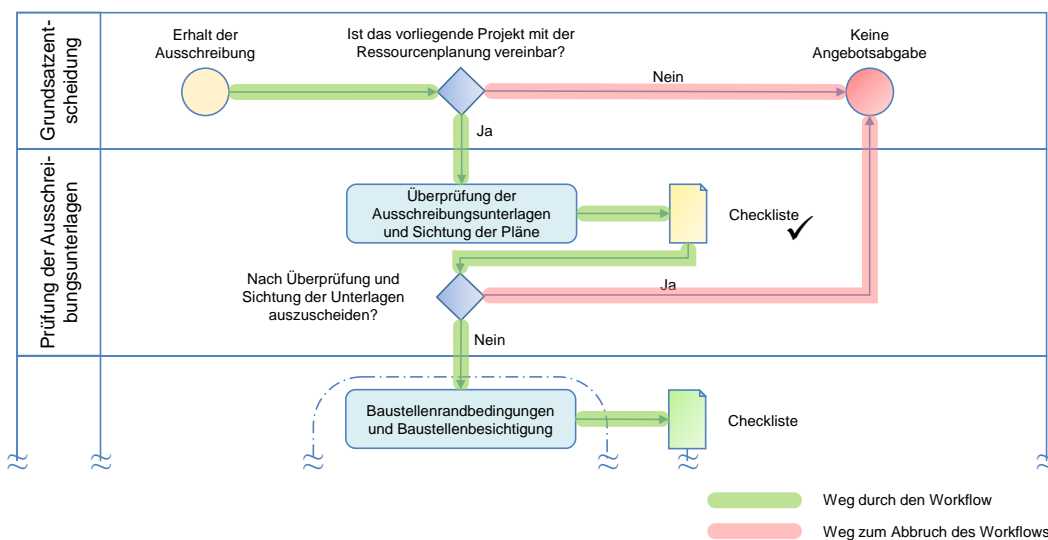 Grundsatzent-
scheidung
Erhalt der
Ausschreibung
Ist das vorliegende Projekt mit der
Ressourcenplanung vereinbar?
Keine
Angebotsabgabe
Nein
Ja
Prüfung der Ausschrei-
bungsunterlagen
Überprüfung der
Ausschreibungsunterlagen
und Sichtung der Pläne
Checkliste
Nach Überprüfung und
Sichtung der Unterlagen
auszuscheiden?
Ja
Nein
Baustellenrandbedingungen
und Baustellenbesichtigung
Checkliste
Weg durch den Workflow
Weg zum Abbruch des Workflows